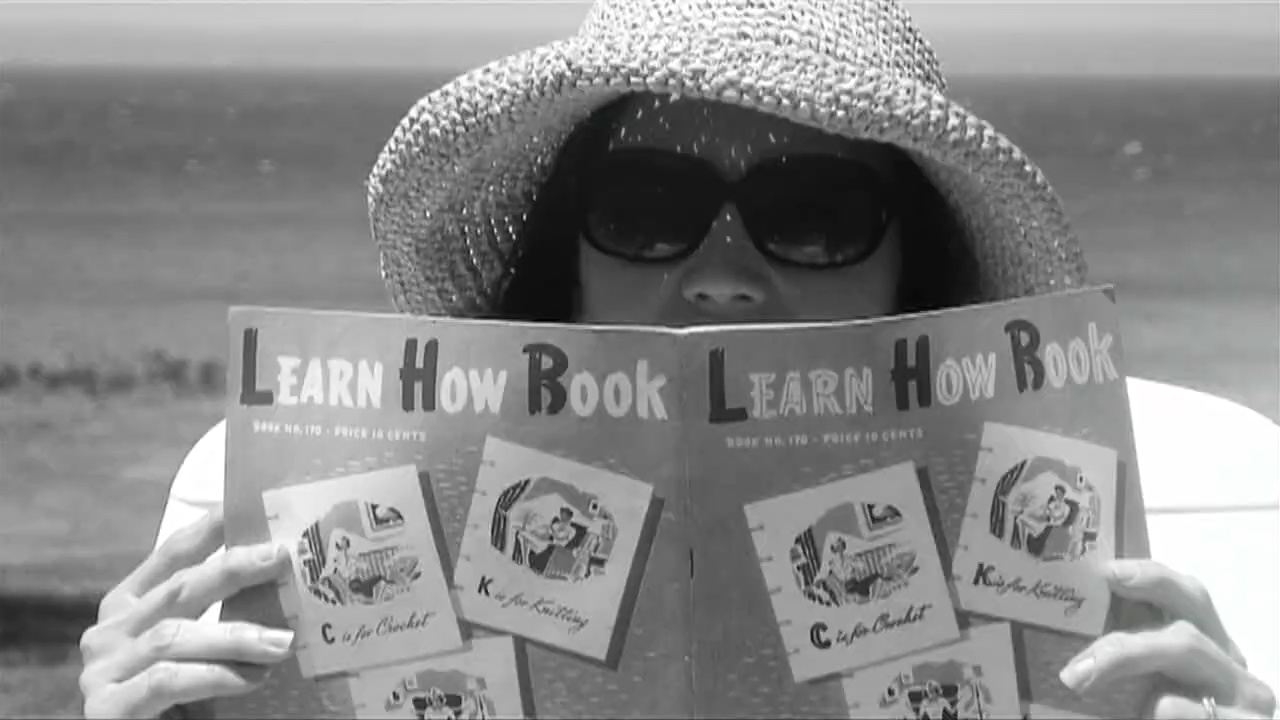 LEARN HOW BOOK
BOOK NO. 170 - PRICE 10 CENTS
K is for Knitting
C is for Crochet
LEARN HOW BOOK
BOOK NO. 170 - PRICE 10 CENTS
K is for Knitting
C is for Crochet